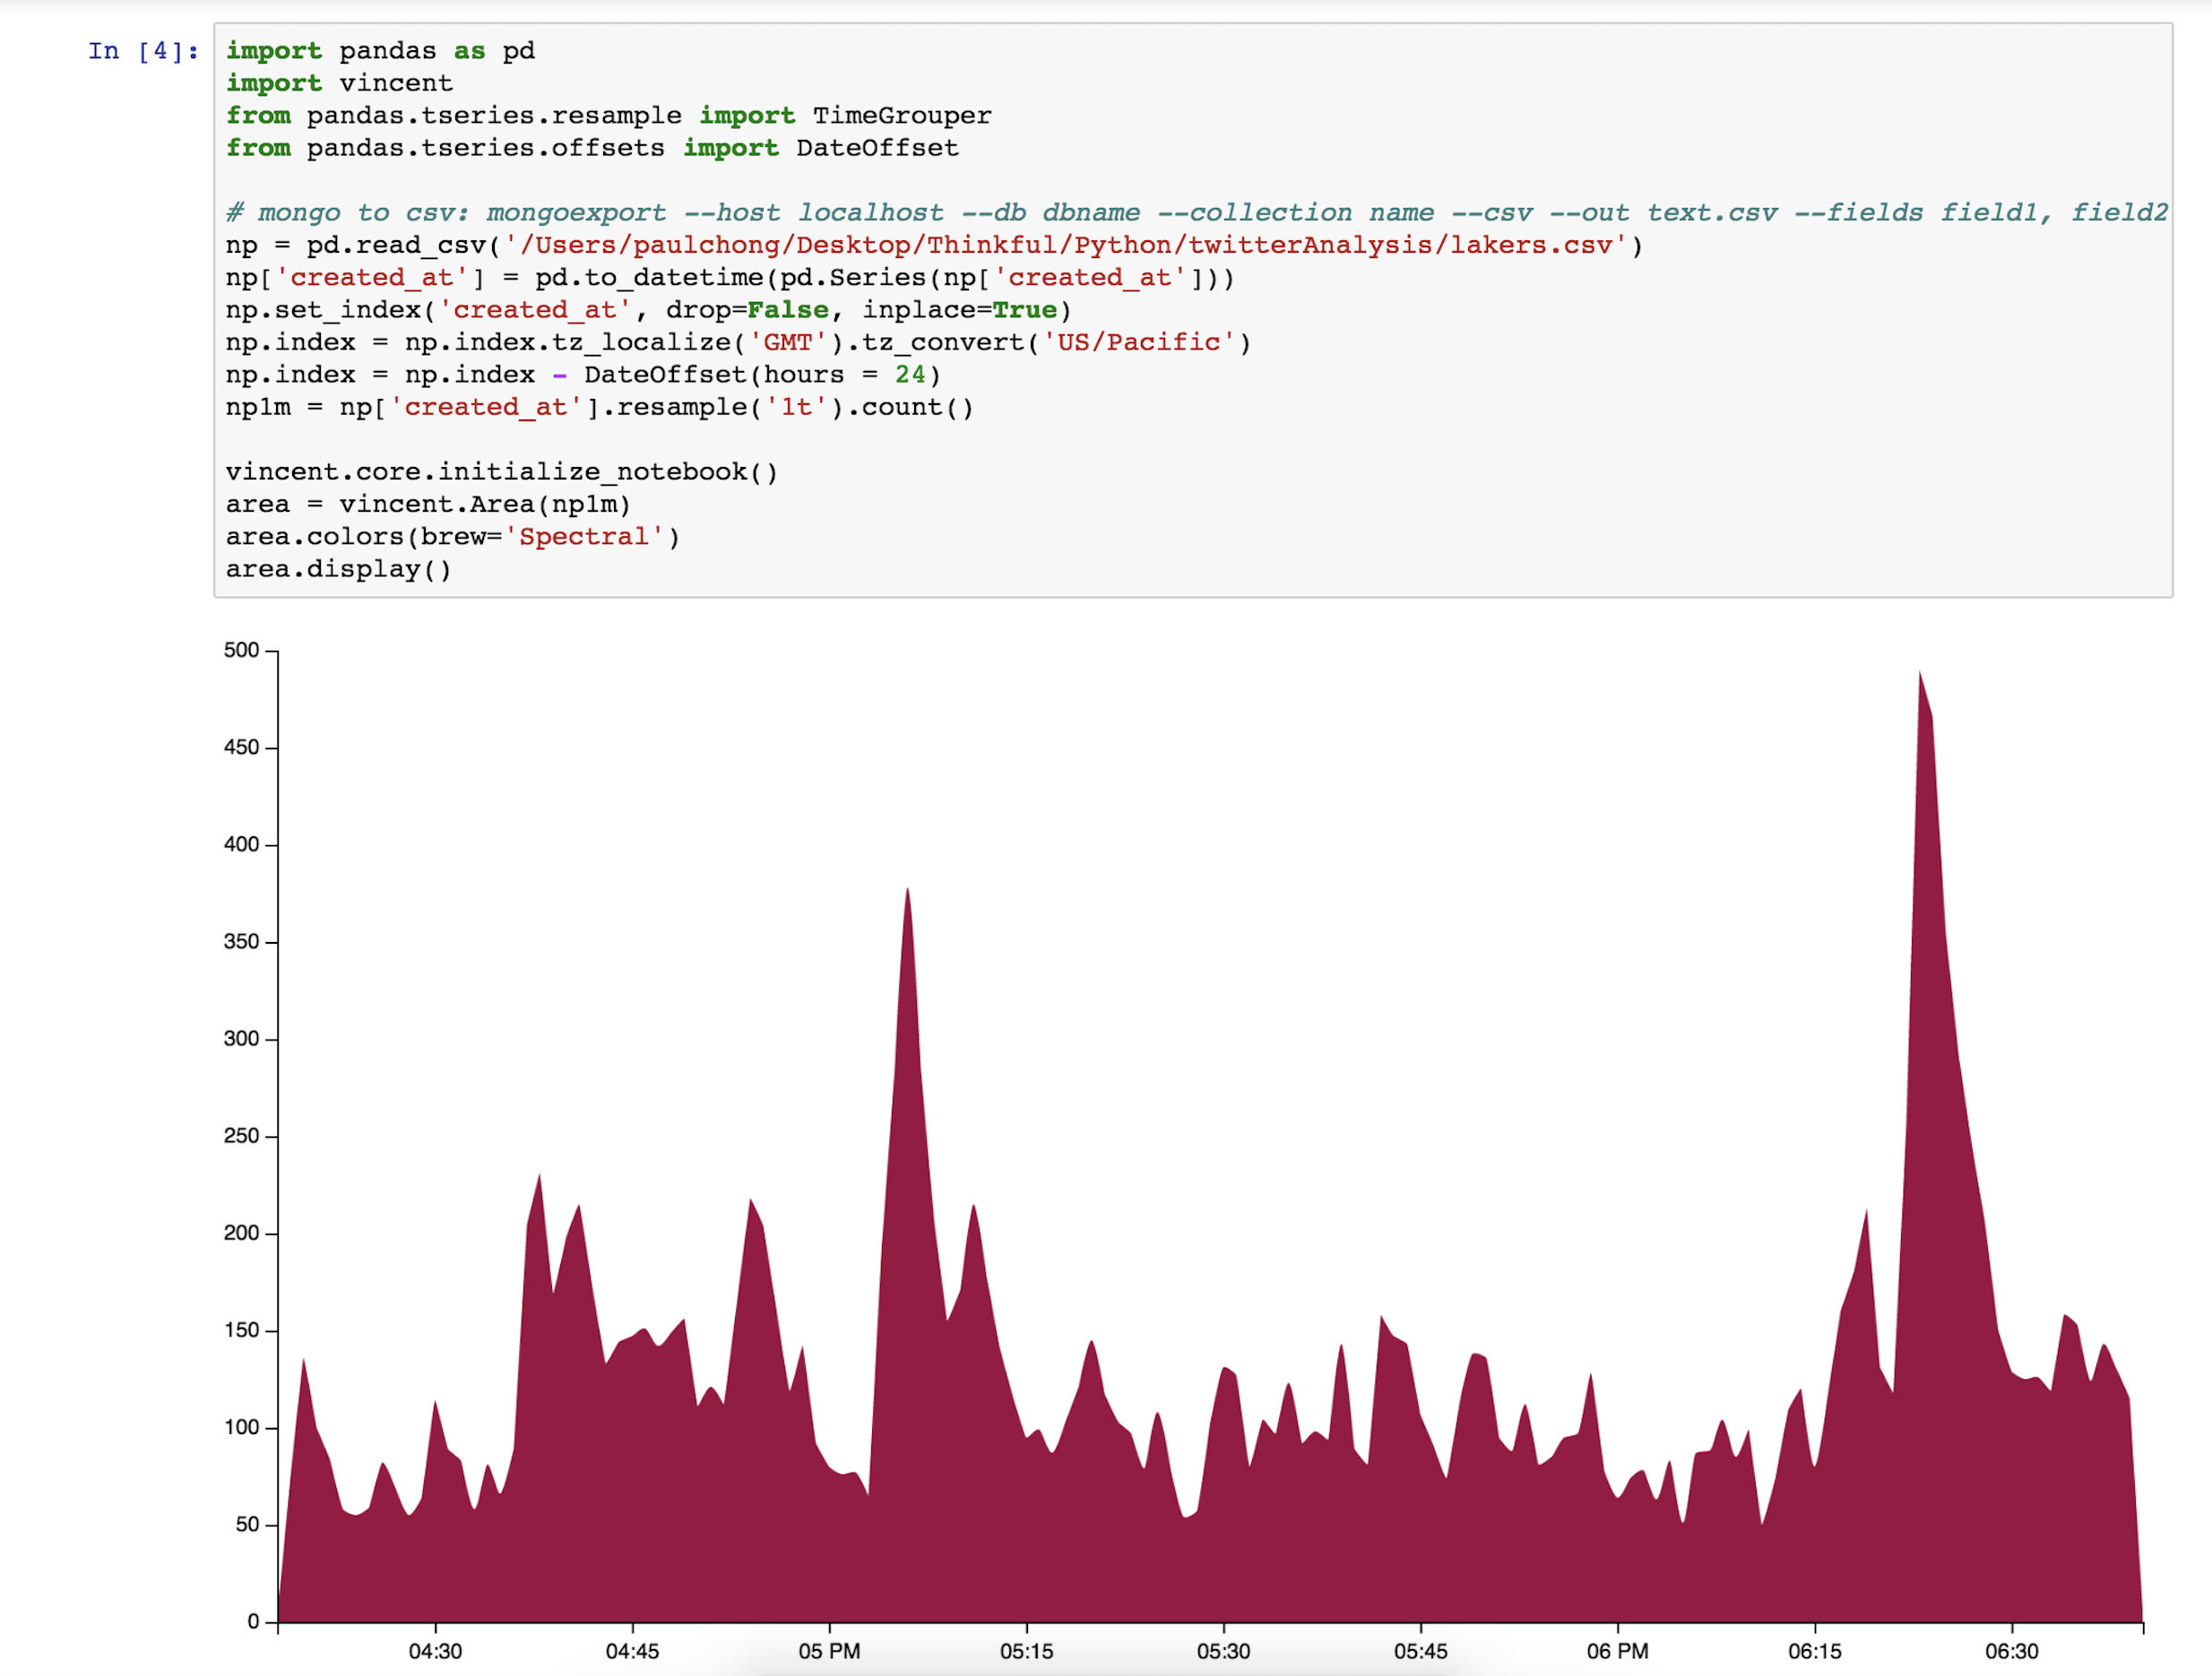 In [4]:
import pandas as pd
import vincent
from pandas.tseries.resample import TimeGrouper
from pandas.tseries.offsets import DateOffset
# mongo to csv: mongoexport --host localhost --db dbname --collection name --csv --out text.csv --fields field1, field2
np = pd.read_csv('/Users/paulchong/Desktop/Thinkful/Python/twitterAnalysis/lakers.csv')
np['created_at'] = pd.to_datetime(pd.Series(np['created_at']))
np.set_index('created_at', drop=False, inplace=True)
np.index = np.index.tz_localize('GMT').tz_convert('US/Pacific')
np.index = np.index - DateOffset(hours = 24)
np1m = np['created_at'].resample('1t').count()
vincent.core.initialize_notebook()
area = vincent.Area(np1m)
area.colors(brew='Spectral')
area.display()
500
450
400
350
300
250
200
150
100
50
0
04:30 04:45 05 PM 05:15 05:30 05:45 06 PM 06:15 06:30